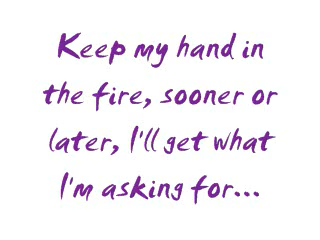 Keep my hand in
the fire, sooner or
later, I'll get what
I'm asking for...